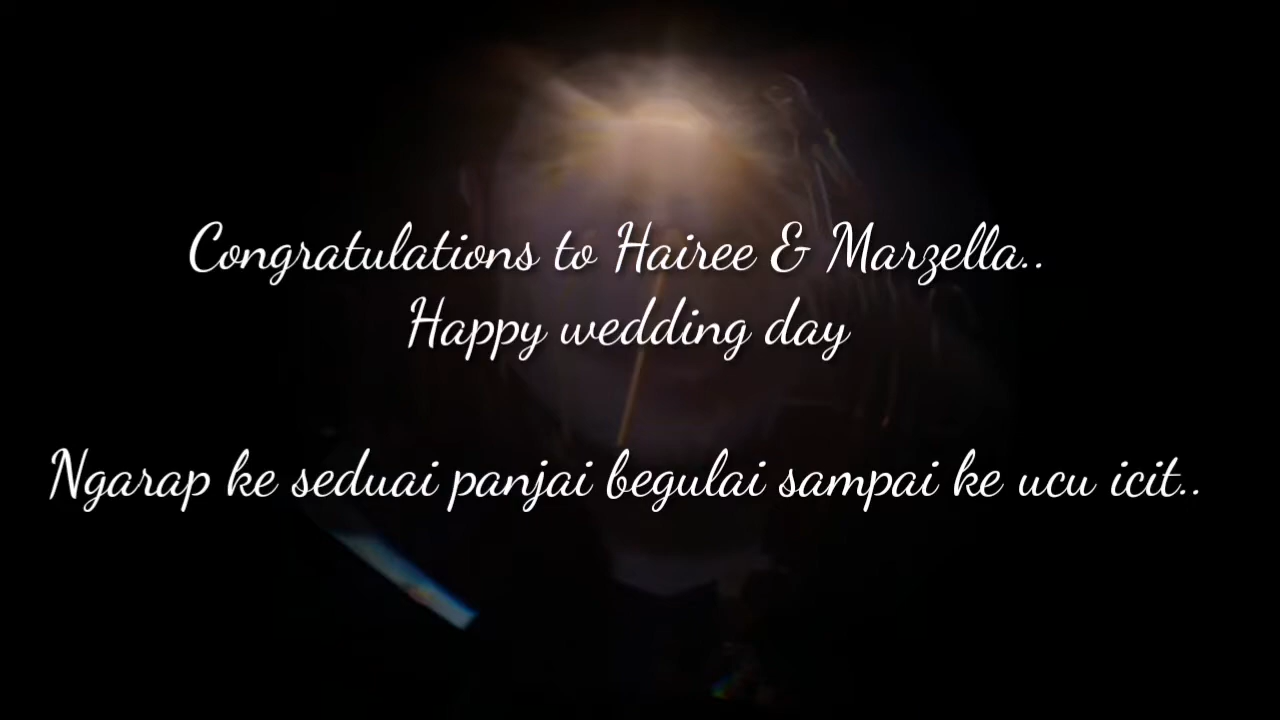 Congratulations to Hairee & Marzella..
Happy wedding day
Ngarap ke seduai panjai begulai sampai ke ucu icit..